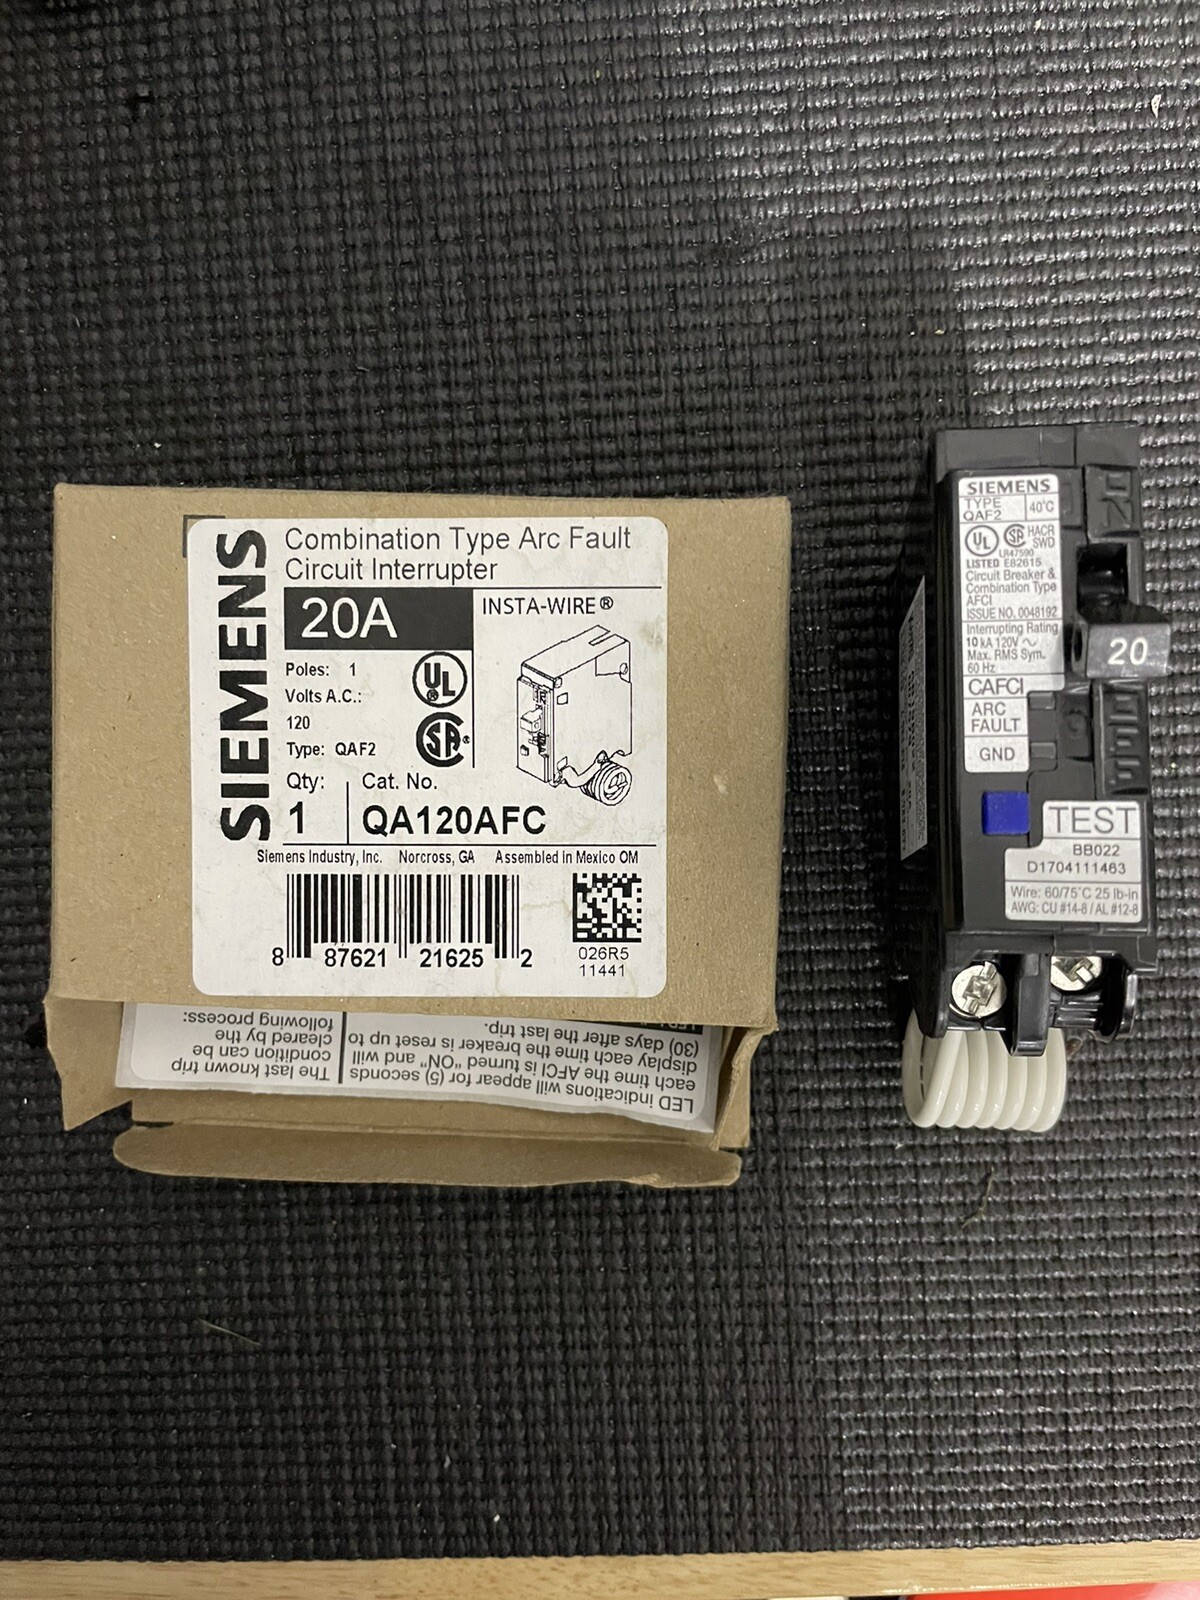 SIEMENS
Combination Type Arc Fault
Circuit Interrupter
20A
INSTA-WIRE®
Poles: 1
Volts A.C.:
120
Type: QAF2
UL
®
SA®
Qty:
1
Cat. No.
QA120AFC
Siemens Industry, Inc. Norcross, GA Assembled in Mexico OM
8 87621 21625 2
026R5
11441
LED indications will appear for (5) seconds
each time the AFCI is turned "ON" and will
display each time the breaker is reset up to
(30) days after the last trip.
The last known trip
condition can be
cleared by the
following process:
SIEMENS
TYPE
QAF2
40°C
UL
SA
HACR
SWD
LR47590
LISTED E82615
Circuit Breaker &
Combination Type
AFCI
ISSUE NO. 0048192
Interrupting Rating
10 kA 120V ~
Max. RMS Sym.
60 Hz
CAFCI
ARC
FAULT
GND
20
TEST
BB022
D1704111463
Wire: 60/75°C 25 lb-in
AWG: CU #14-8 / AL #12-8